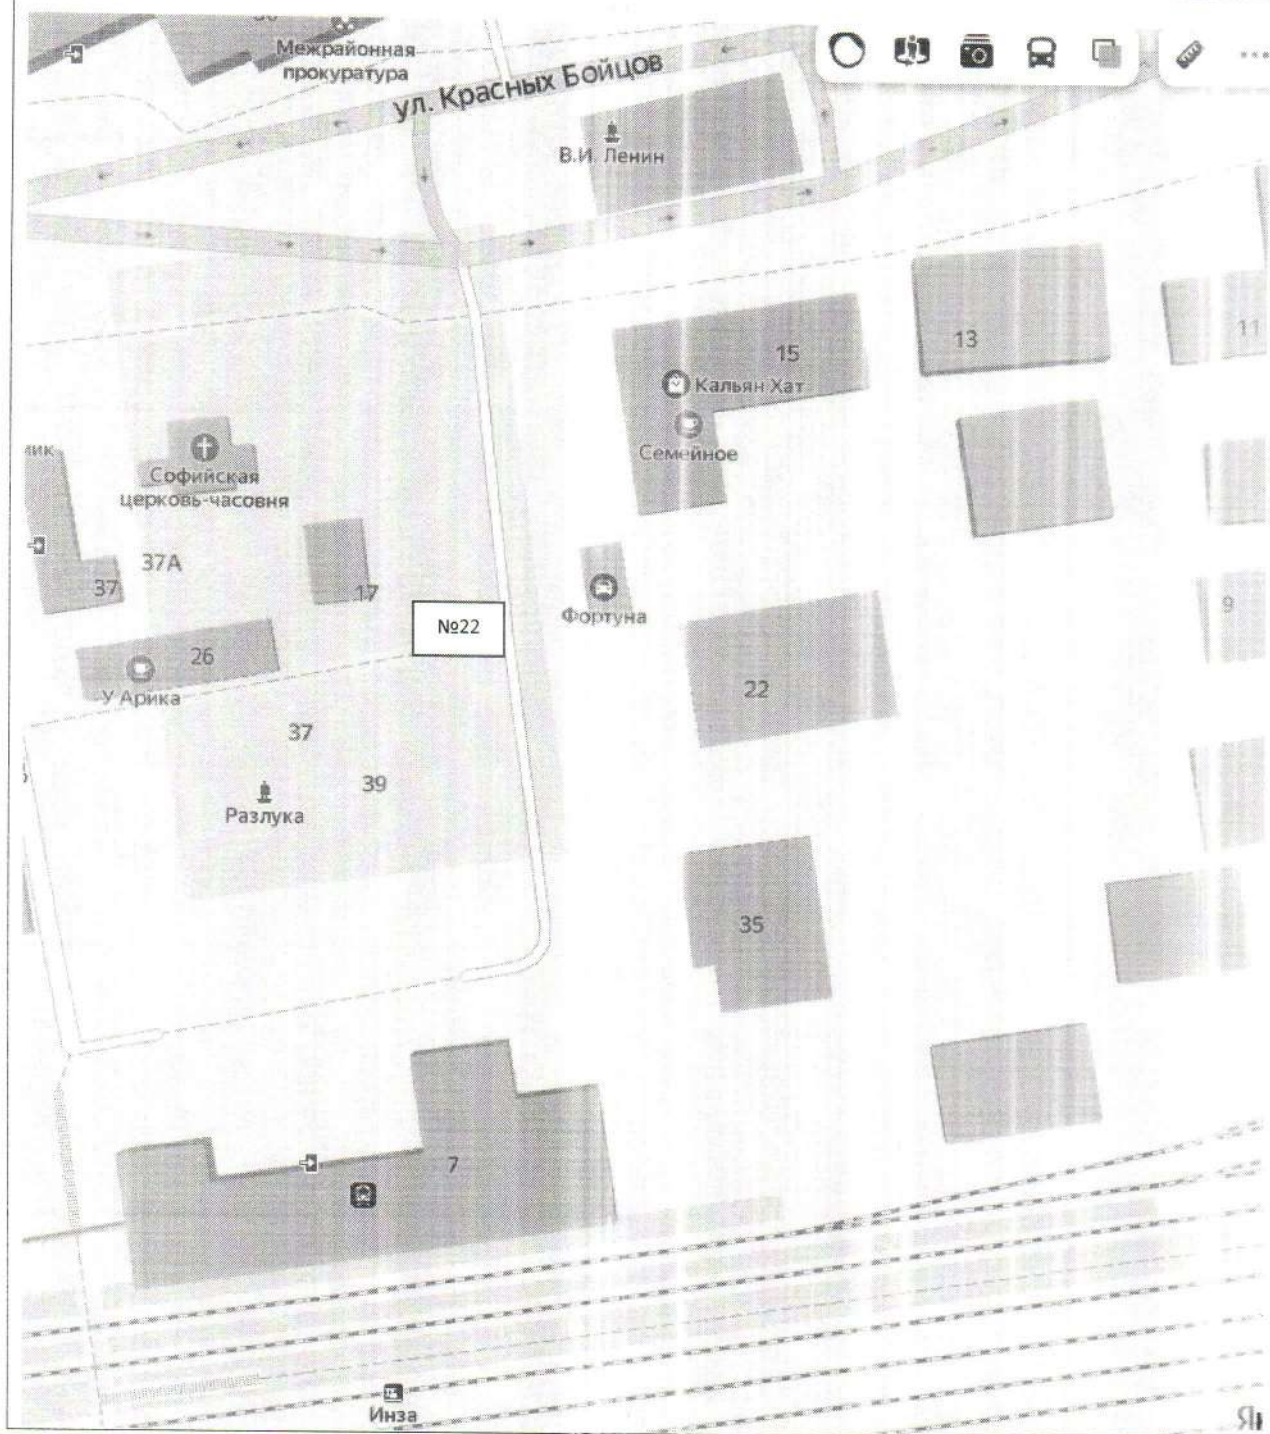 Межрайонная
прокуратура
ул. Красных Бойцов
В.И. Ленин
15
13
11
Кальян Хат
Семейное
Софийская
церковь-часовня
37А
37
17
Фортуна
№22
9
26
У Арика
22
37
39
Разлука
35
7
Инза